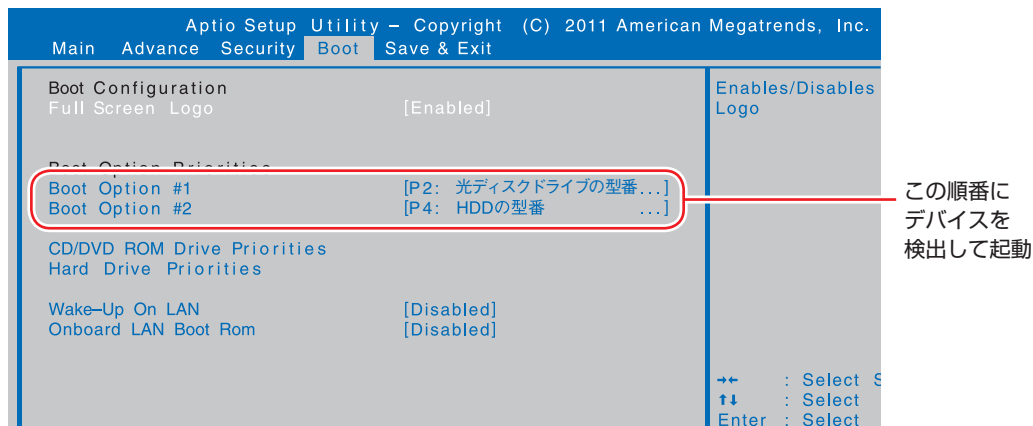 Aptio Setup Utility – Copyright (C) 2011 American Megatrends, Inc.
Main Advance Security Boot Save & Exit
Boot Configuration
Full Screen Logo [Enabled]
Boot Option Priorities
Boot Option #1 [P2: 光ディスクドライブの型番...]
Boot Option #2 [P4: HDDの型番 ...]
CD/DVD ROM Drive Priorities
Hard Drive Priorities
Wake–Up On LAN [Disabled]
Onboard LAN Boot Rom [Disabled]
Enables/Disables
Logo
→← : Select S
↑↓ : Select
Enter : Select
この順番に
デバイスを
検出して起動